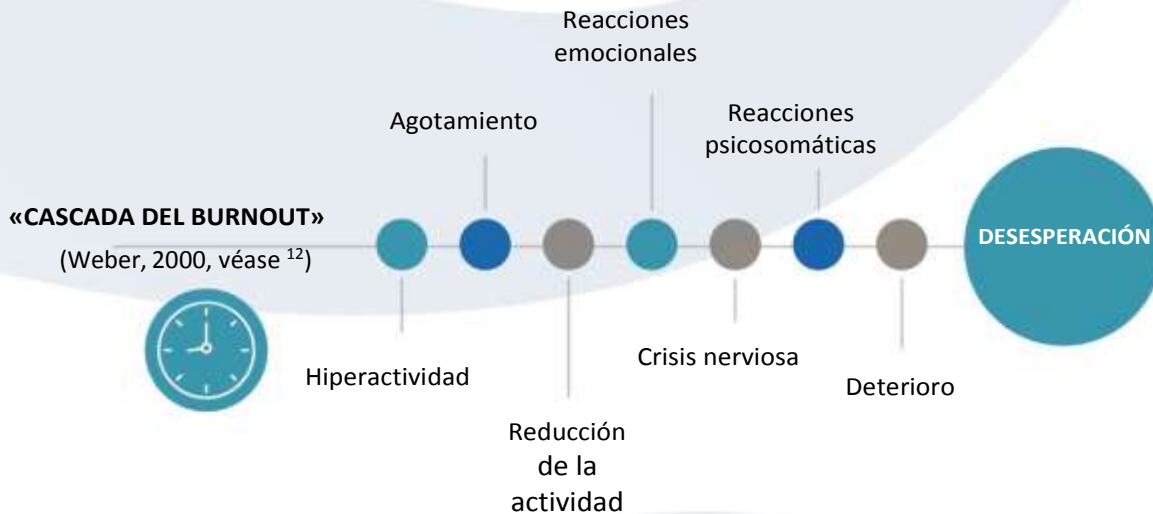 «CASCADA DEL BURNOUT»
(Weber, 2000, véase 12)
Hiperactividad
Agotamiento
Reducción
de la
actividad
Reacciones
emocionales
Crisis nerviosa
Reacciones
psicosomáticas
Deterioro
DESESPERACIÓN